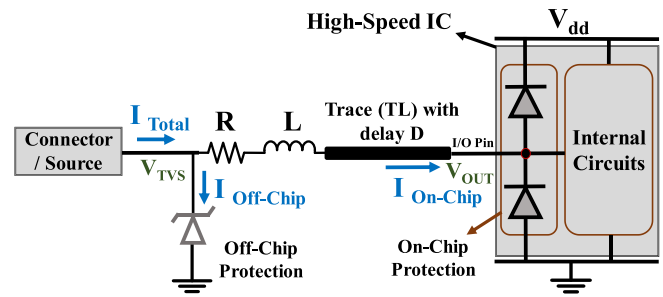 High-Speed IC
V dd
I Total
R
L
Trace (TL) with
delay D
I/O Pin
Connector
/ Source
V TVS
I Off-Chip
V OUT
I On-Chip
Internal
Circuits
Off-Chip
Protection
On-Chip
Protection